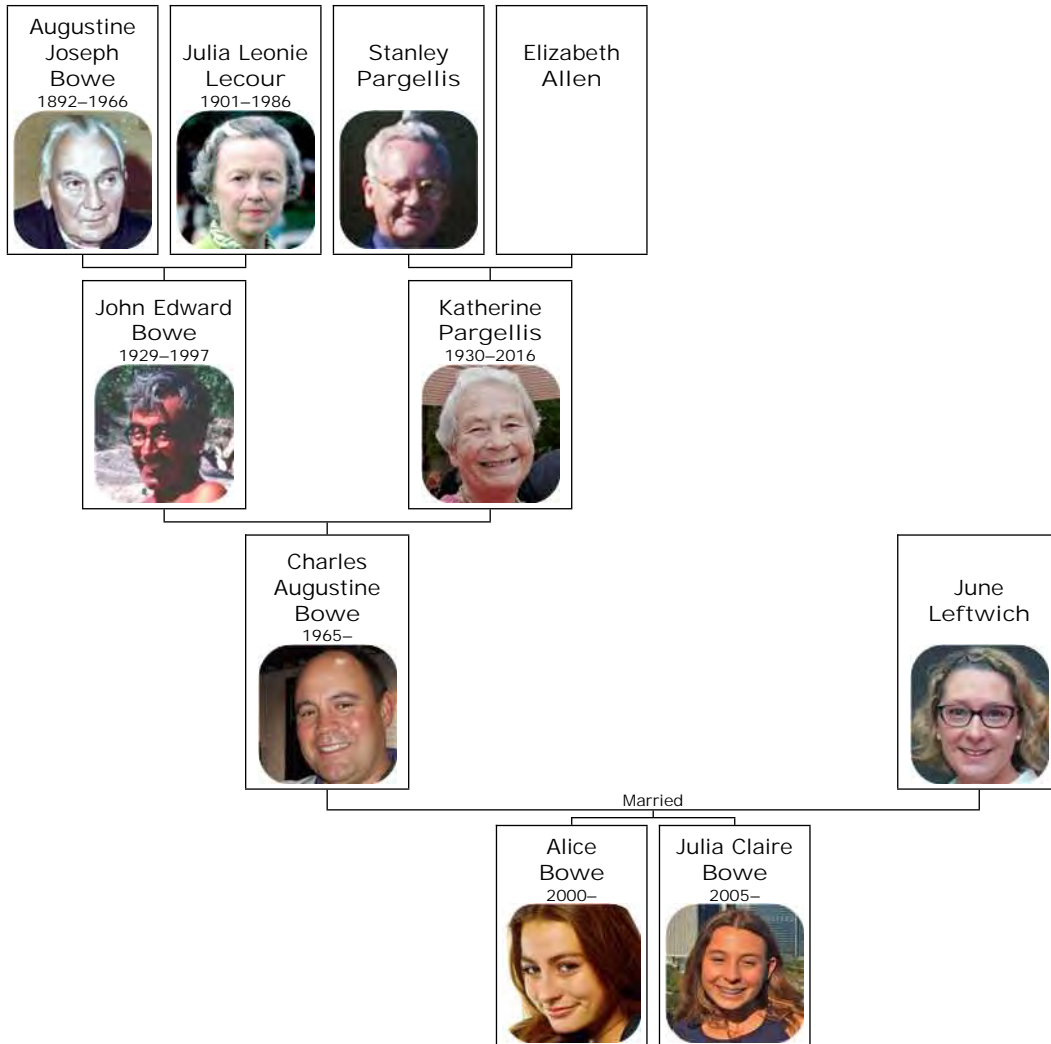 Augustine
Joseph
Bowe
1892–1966
Julia Leonie
Lecour
1901–1986
Stanley
Pargellis
Elizabeth
Allen
John Edward
Bowe
1929–1997
Katherine
Pargellis
1930–2016
Charles
Augustine
Bowe
1965–
June
Leftwich
Married
Alice
Bowe
2000–
Julia Claire
Bowe
2005–